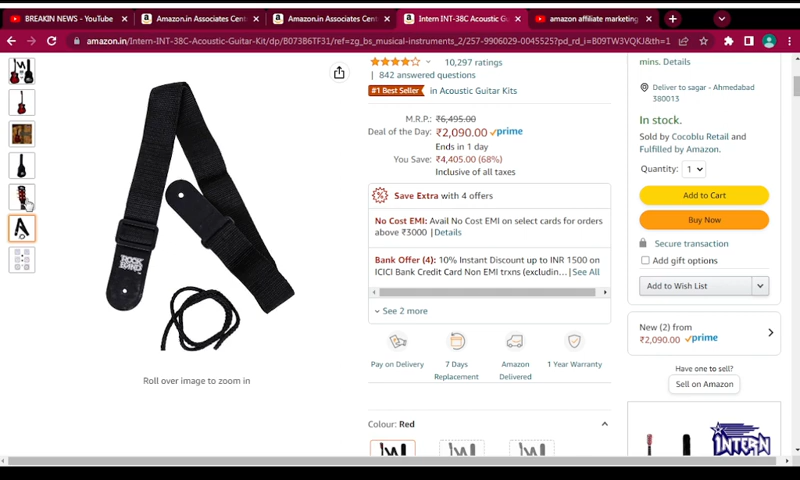 BREAKIN NEWS - YouTube
Amazon.in Associates Cent
Amazon.in Associates Cent
Intern INT-38C Acoustic G
amazon affiliate marketing
amazon.in/Intern-INT-38C-Acoustic-Guitar-Kit/dp/B073B6TF31/ref=zg_bs_musical-instruments_2/257-9906029-0045525?pd_rd_i=B09TW3VQKJ&th=1
10,297 ratings
| 842 answered questions
#1 Best Seller in Acoustic Guitar Kits
M.R.P.: ₹6,495.00
Deal of the Day: ₹2,090.00 prime
Ends in 1 day
You Save: ₹4,405.00 (68%)
Inclusive of all taxes
Save Extra with 4 offers
No Cost EMI: Avail No Cost EMI on select cards for orders
above ₹3000 |Details
Bank Offer (4): 10% Instant Discount up to INR 1500 on
ICICI Bank Credit Card Non EMI trxns (excludin… |See All
See 2 more
Pay on Delivery
7 Days
Replacement
Amazon
Delivered
1 Year Warranty
Colour: Red
ROCK
BAND
Roll over image to zoom in
mins. Details
Deliver to sagar - Ahmedabad
380013
In stock.
Sold by Cocoblu Retail and
Fulfilled by Amazon.
Quantity: 1
Add to Cart
Buy Now
Secure transaction
Add gift options
Add to Wish List
New (2) from
₹2,090.00 prime
Have one to sell?
Sell on Amazon
INTERN